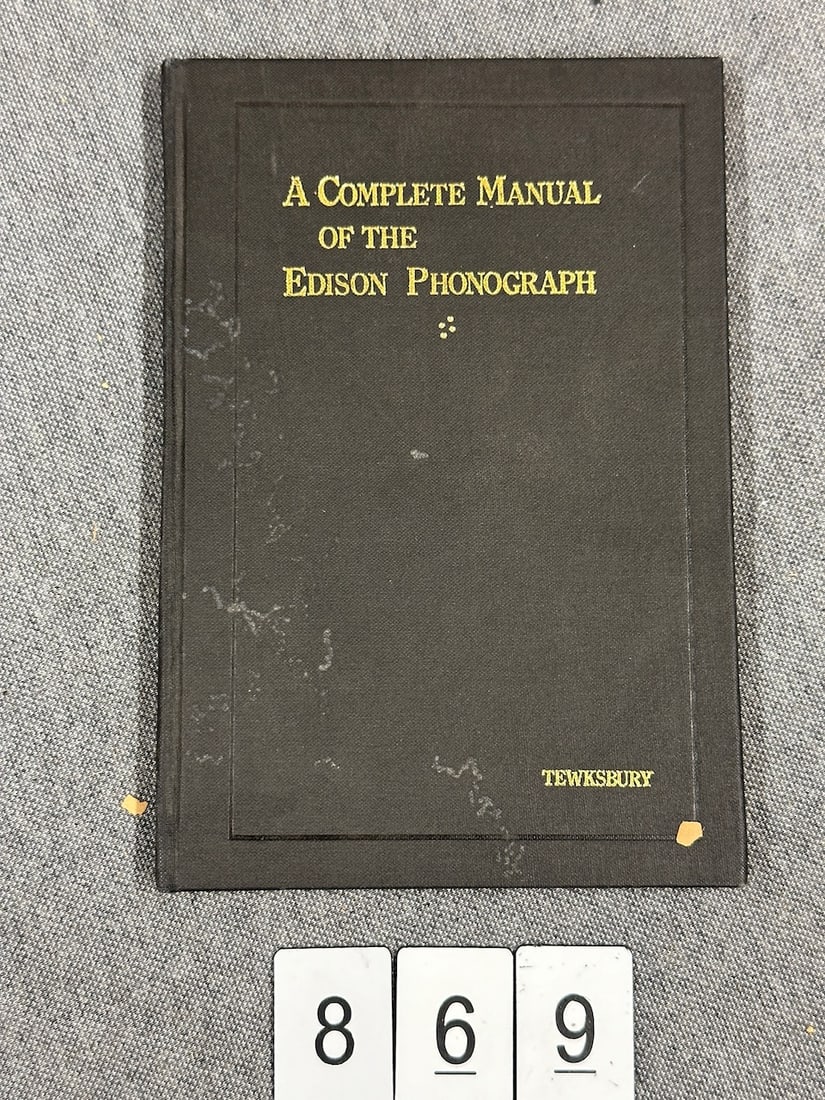 A COMPLETE MANUAL
OF THE
EDISON PHONOGRAPH
TEWKSBURY
8 6 9